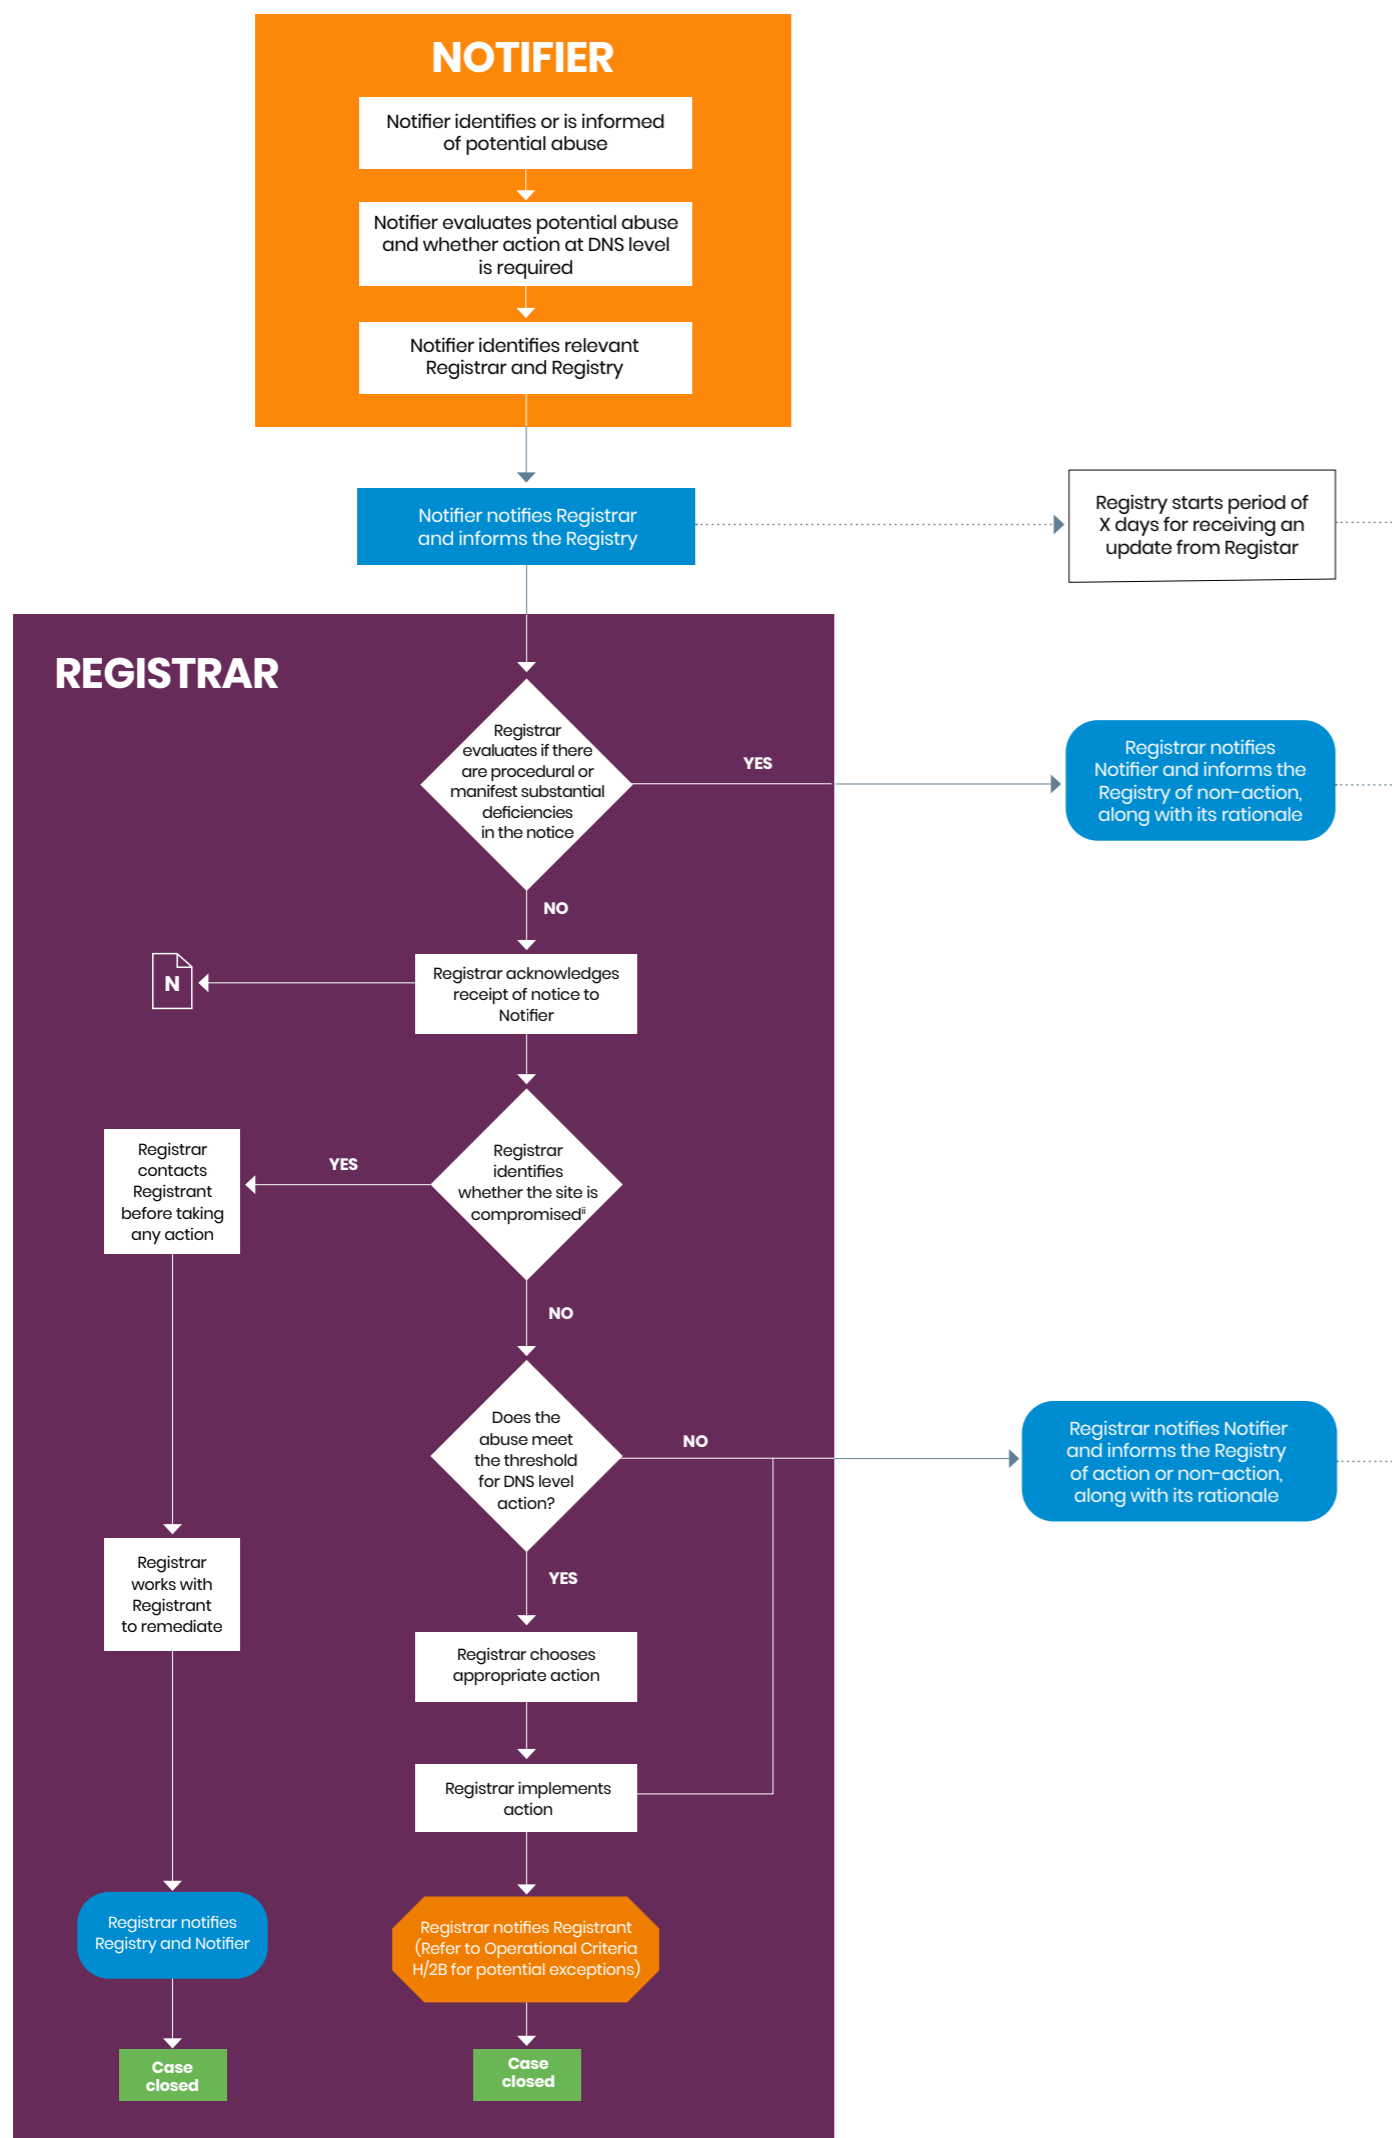 NOTIFIER
Notifier identifies or is informed
of potential abuse
Notifier evaluates potential abuse
and whether action at DNS level
is required
Notifier identifies relevant
Registrar and Registry
Notifier notifies Registrar
and informs the Registry
Registry starts period of
X days for receiving an
update from Registar
REGISTRAR
Registrar
evaluates if there
are procedural or
manifest substantial
deficiencies
in the notice
YES
Registrar notifies
Notifier and informs the
Registry of non-action,
along with its rationale
NO
N
Registrar acknowledges
receipt of notice to
Notifier
Registrar
identifies
whether the site is
compromisedⁱⁱ
YES
Registrar
contacts
Registrant
before taking
any action
NO
Does the
abuse meet
the threshold
for DNS level
action?
NO
Registrar notifies Notifier
and informs the Registry
of action or non-action,
along with its rationale
YES
Registrar
works with
Registrant
to remediate
Registrar chooses
appropriate action
Registrar implements
action
Registrar notifies
Registry and Notifier
Registrar notifies Registrant
(Refer to Operational Criteria
H/2B for potential exceptions)
Case
closed
Case
closed